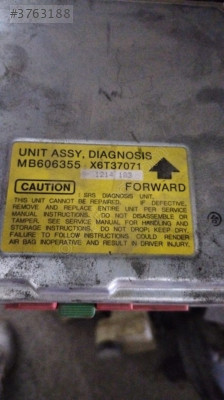 #3763188
UNIT ASSY, DIAGNOSIS
MB606355 - X6T37071
1214 103
CAUTION : SRS DIAGNOSIS UNIT. FORWARD
THIS UNIT CANNOT BE REPAIRED. IF DEFECTIVE,
REMOVE AND REPLACE ENTIRE UNIT PER SERVICE
MANUAL INSTRUCTIONS. DO NOT DISASSEMBLE OR
TAMPER. SEE SERVICE MANUAL FOR HANDLING AND
STORAGE INSTRUCTIONS. DO NOT DROP; KEEP DRY.
FAILURE TO FOLLOW INSTRUCTIONS. COULD RENDER
AIR BAG INOPERATIVE AND RESULT IN DRIVER INJURY.